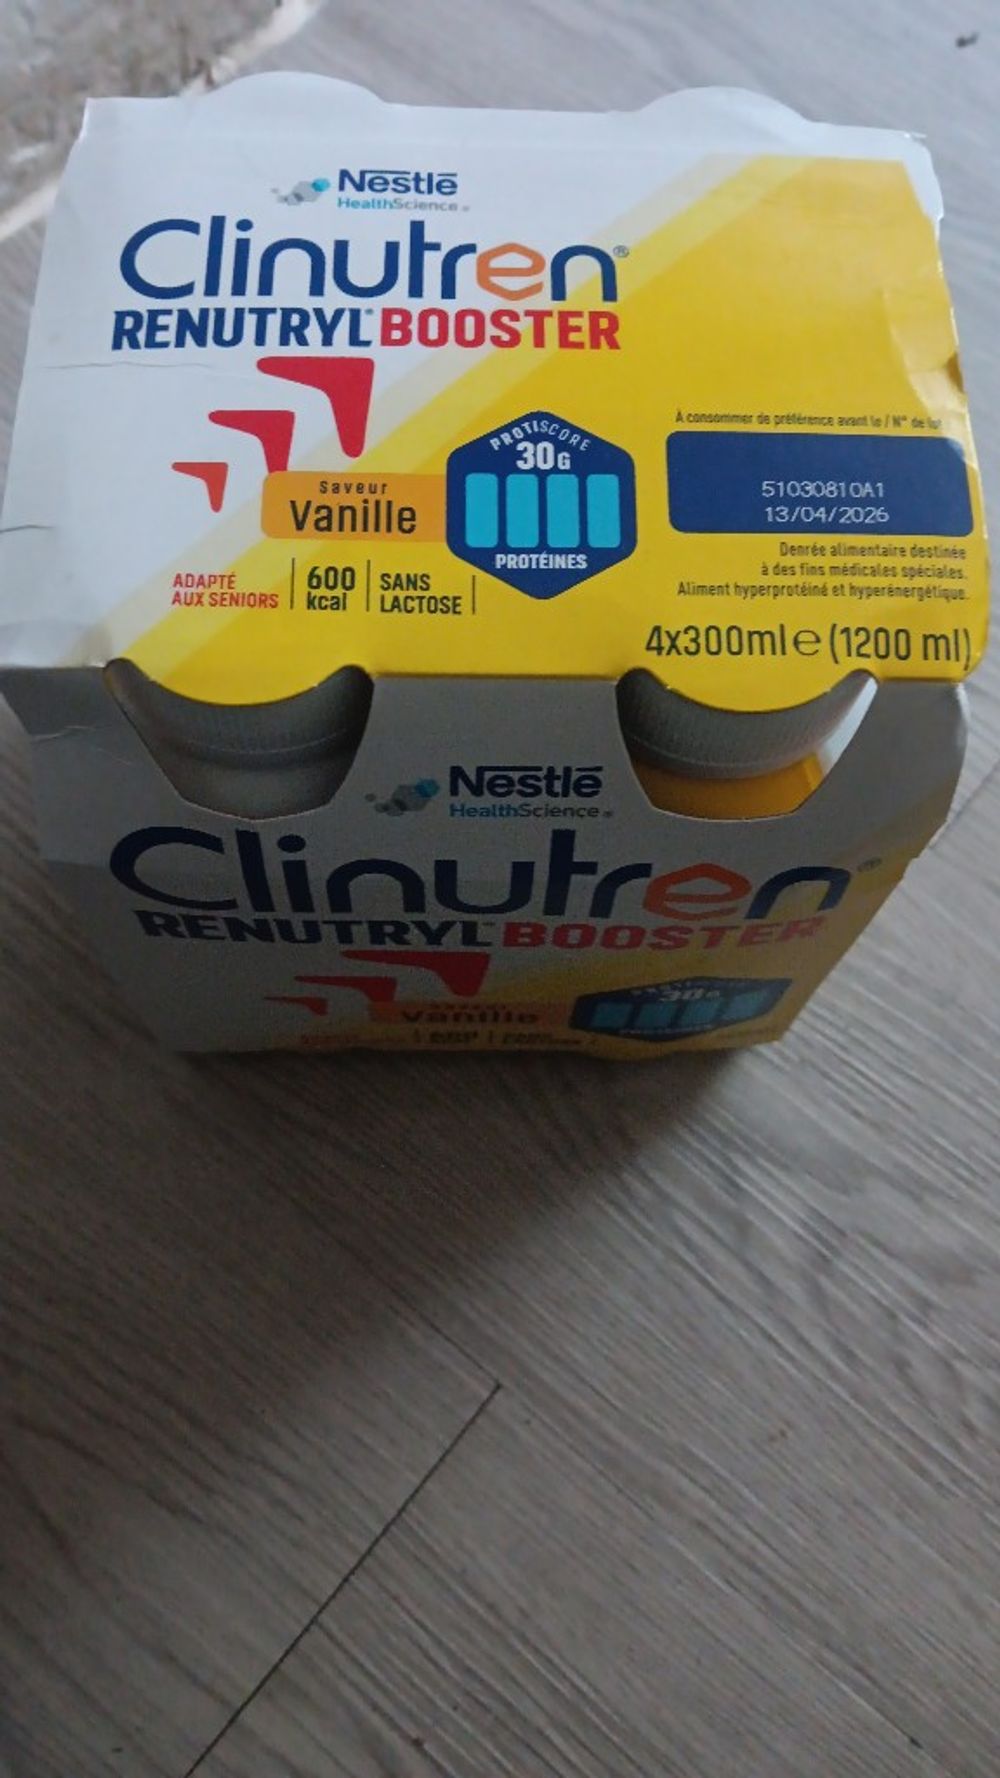 Nestlé
HealthScience
Clinutren®
RENUTRYL® BOOSTER
Saveur
Vanille
PROTISCORE
30G
PROTÉINES
ADAPTÉ
AUX SENIORS
600
kcal
SANS
LACTOSE
À consommer de préférence avant le / N° de lot
51030810A1
13/04/2026
Denrée alimentaire destinée
à des fins médicales spéciales.
Aliment hyperprotéiné et hyperénergétique.
4x300ml e (1200 ml)
Nestlé
HealthScience
Clinutren®
RENUTRYL® BOOSTER
Vanille
30G